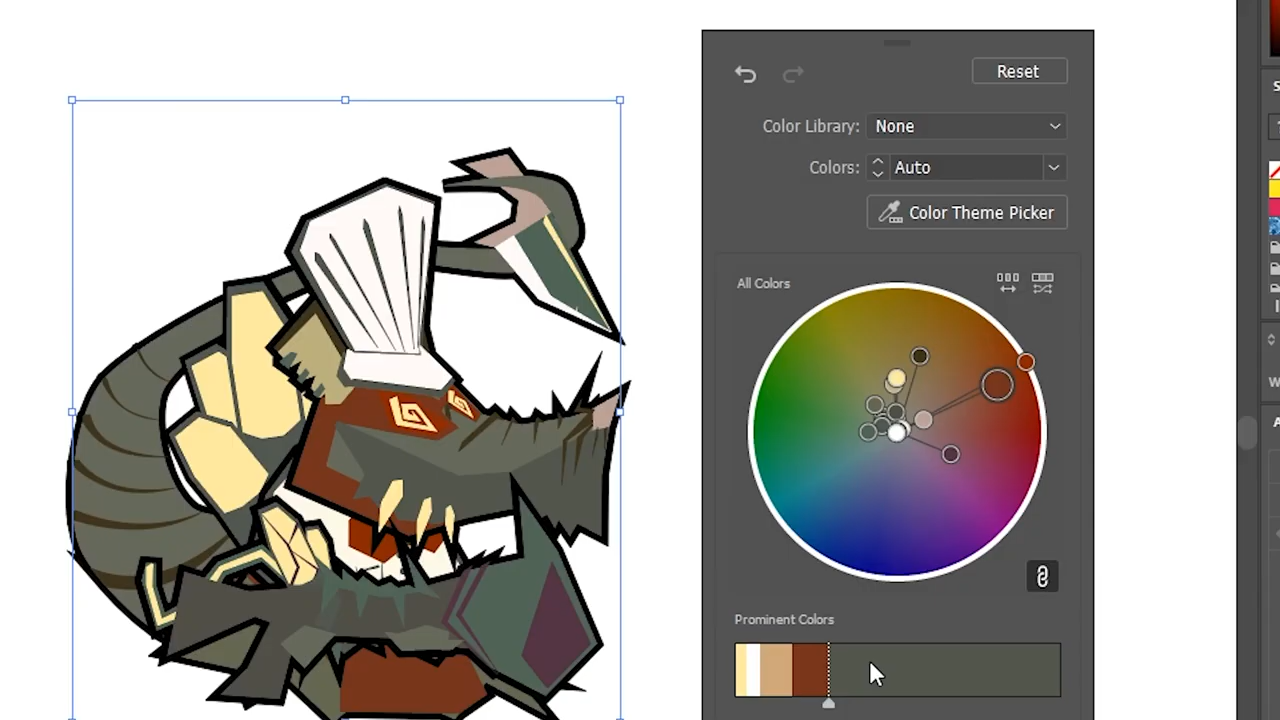 Reset
Color Library: None
Colors: Auto
Color Theme Picker
All Colors
Prominent Colors